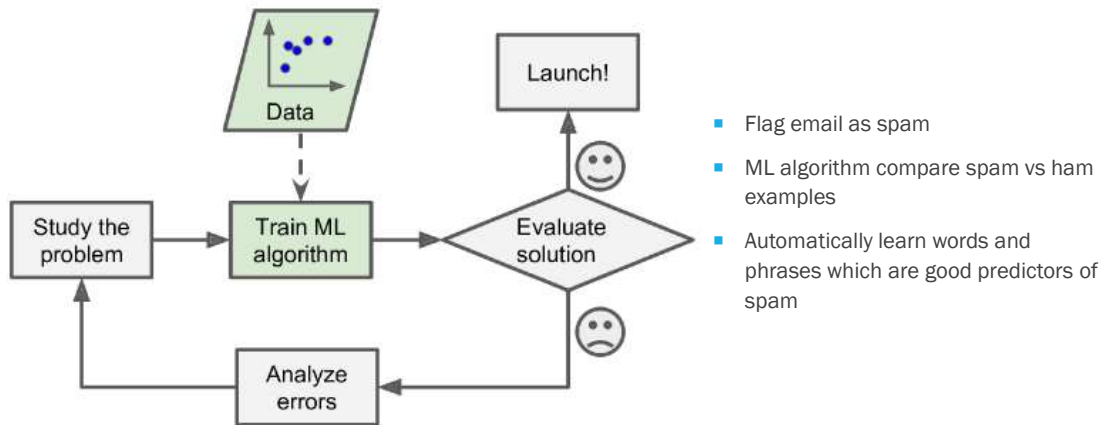 Data
Launch!
Study the
problem
Train ML
algorithm
Evaluate
solution
Analyze
errors
Flag email as spam
ML algorithm compare spam vs ham
examples
Automatically learn words and
phrases which are good predictors of
spam